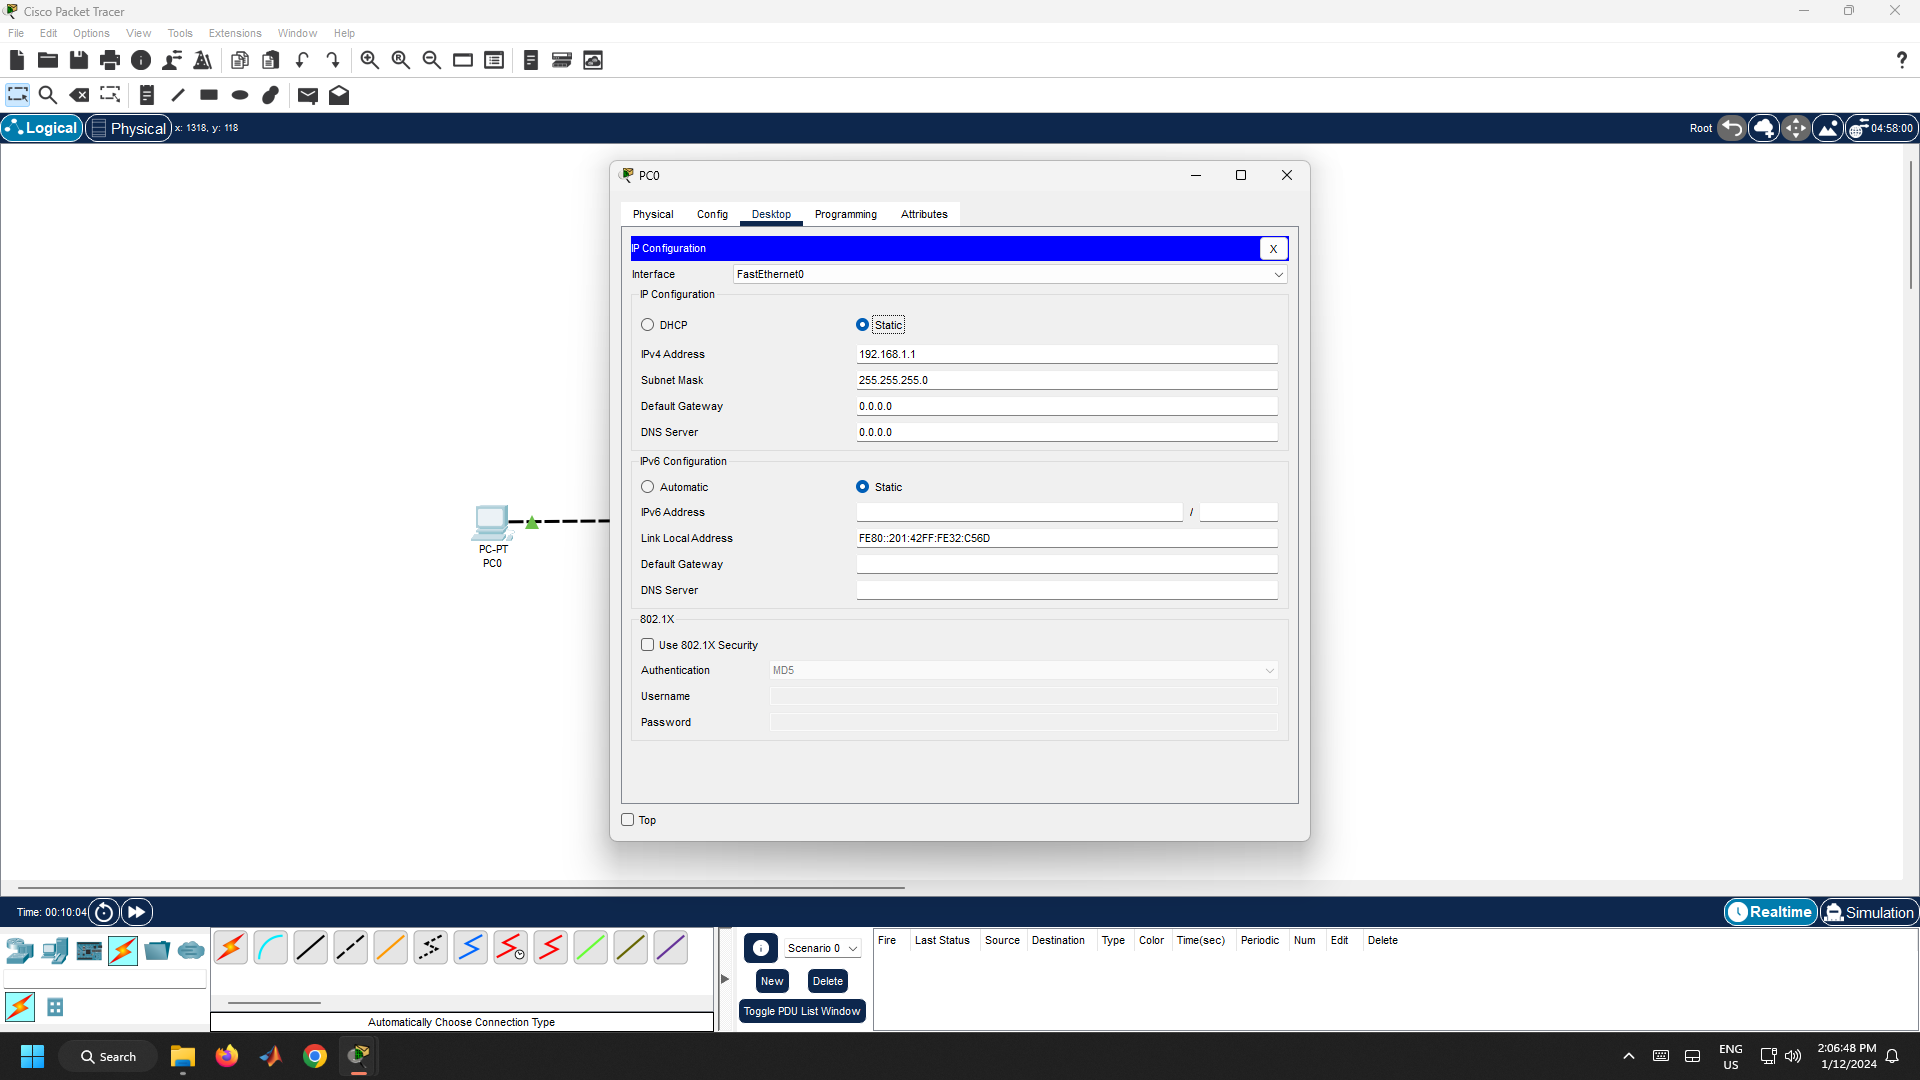 Cisco Packet Tracer
File Edit Options View Tools Extensions Window Help
?
Logical Physical x: 1318, y: 118 Root 04:58:00
PC0
Physical Config Desktop Programming Attributes
IP Configuration X
Interface FastEthernet0
IP Configuration
DHCP Static
IPv4 Address 192.168.1.1
Subnet Mask 255.255.255.0
Default Gateway 0.0.0.0
DNS Server 0.0.0.0
IPv6 Configuration
Automatic Static
IPv6 Address /
Link Local Address FE80::201:42FF:FE32:C56D
Default Gateway
DNS Server
802.1X
Use 802.1X Security
Authentication MD5
Username
Password
Top
PC-PT
PC0
Time: 00:10:04 Realtime Simulation
Scenario 0
New Delete
Toggle PDU List Window
Fire Last Status Source Destination Type Color Time(sec) Periodic Num Edit Delete
Automatically Choose Connection Type
Search
ENG
US
2:06:48 PM
1/12/2024